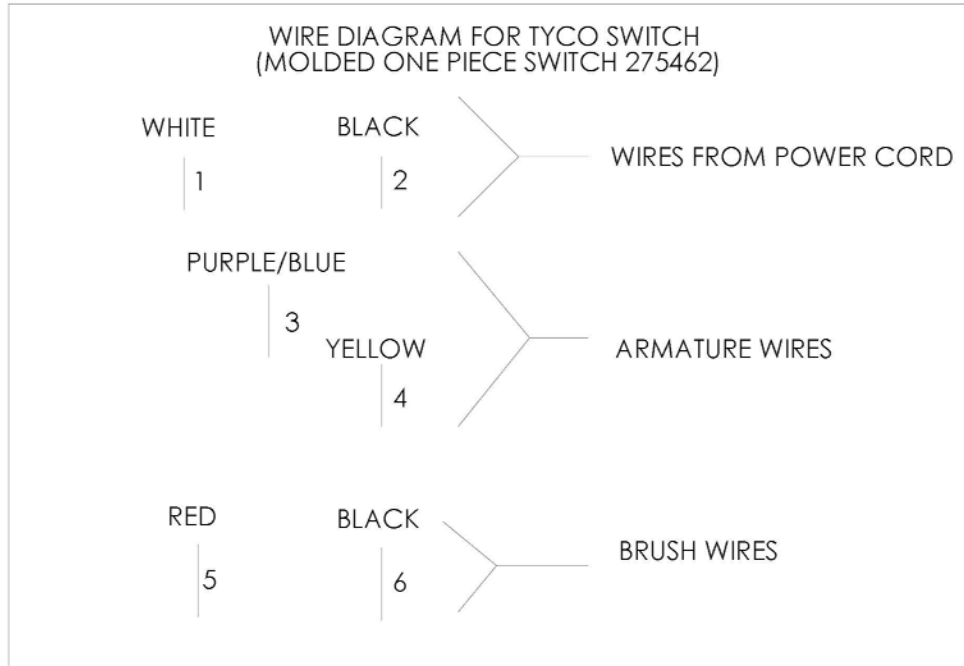 WIRE DIAGRAM FOR TYCO SWITCH
(MOLDED ONE PIECE SWITCH 275462)
WHITE
1
BLACK
2
WIRES FROM POWER CORD
PURPLE/BLUE
3
YELLOW
4
ARMATURE WIRES
RED
5
BLACK
6
BRUSH WIRES